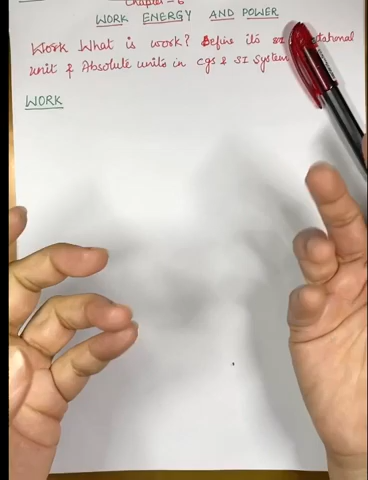 Chapter - 6
WORK ENERGY AND POWER
Work What is work? Define its
unit & Absolute units in cgs & SI System
WORK